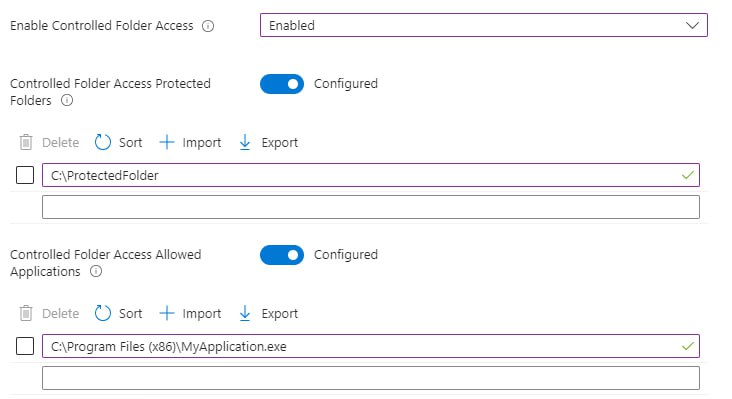 Enable Controlled Folder Access
Enabled
Controlled Folder Access Protected
Folders
Configured
Delete Sort Import Export
C:\ProtectedFolder
Controlled Folder Access Allowed
Applications
Configured
Delete Sort Import Export
C:\Program Files (x86)\MyApplication.exe